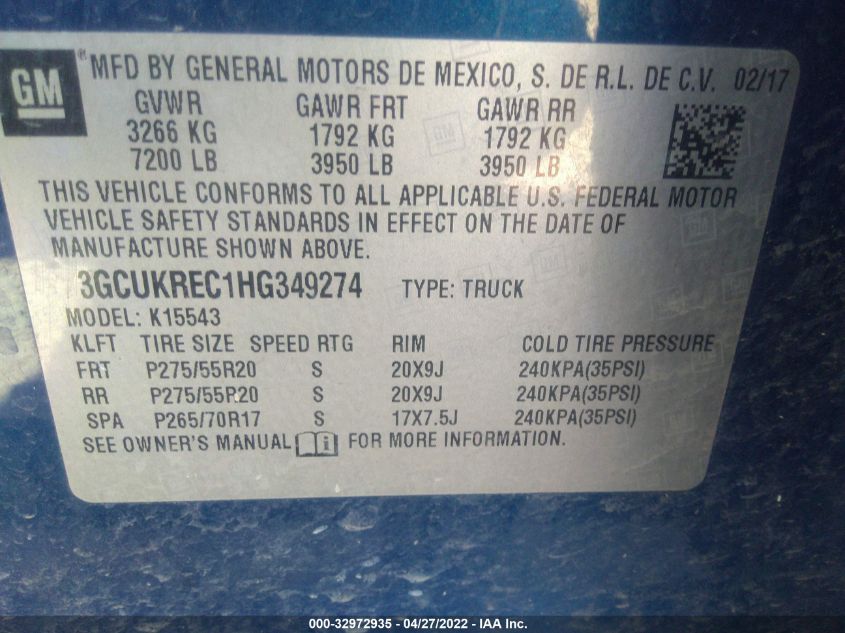 GM ® MFD BY GENERAL MOTORS DE MEXICO, S. DE R.L. DE C.V. 02/17
GVWR GAWR FRT GAWR RR
3266 KG 1792 KG 1792 KG
7200 LB 3950 LB 3950 LB
THIS VEHICLE CONFORMS TO ALL APPLICABLE U.S. FEDERAL MOTOR
VEHICLE SAFETY STANDARDS IN EFFECT ON THE DATE OF
MANUFACTURE SHOWN ABOVE.
3GCUKREC1HG349274 TYPE: TRUCK
MODEL: K15543
KLFT TIRE SIZE SPEED RTG RIM COLD TIRE PRESSURE
FRT P275/55R20 S 20X9J 240KPA(35PSI)
RR P275/55R20 S 20X9J 240KPA(35PSI)
SPA P265/70R17 S 17X7.5J 240KPA(35PSI)
SEE OWNER'S MANUAL i FOR MORE INFORMATION.
000-32972935 - 04/27/2022 - IAA Inc.